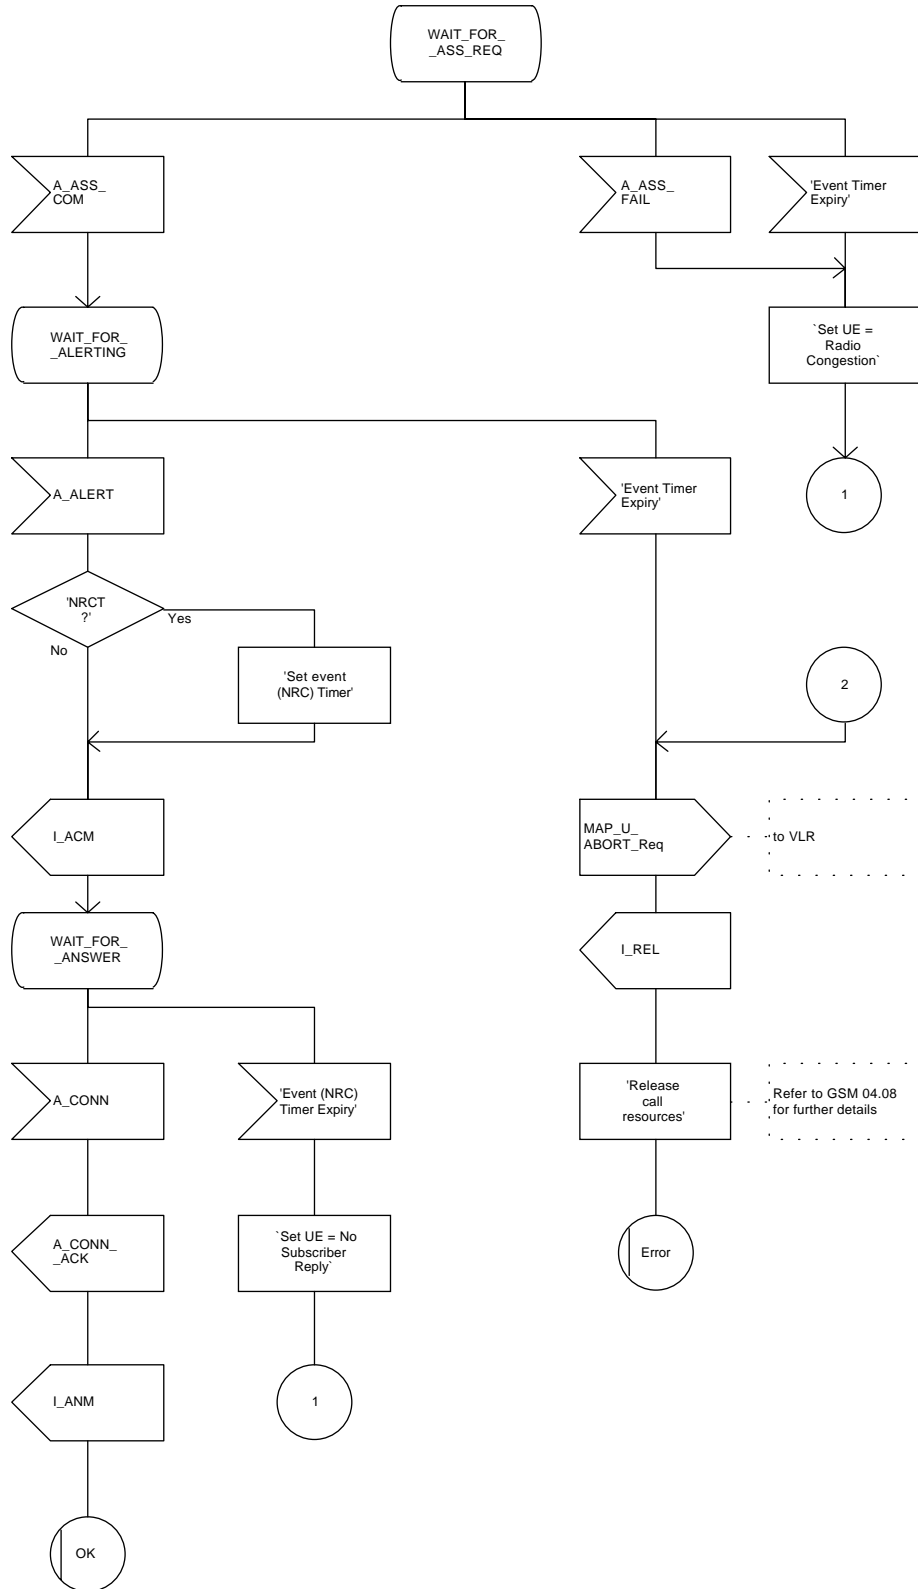 WAIT_FOR_
_ASS_REQ
A_ASS_
COM
A_ASS_
FAIL
'Event Timer
Expiry'
WAIT_FOR_
_ALERTING
`Set UE =
Radio
Congestion`
A_ALERT
'Event Timer
Expiry'
1
'NRCT
?'
Yes
No
'Set event
(NRC) Timer'
2
I_ACM
MAP_U_
ABORT_Req
to VLR
WAIT_FOR_
_ANSWER
I_REL
A_CONN
'Event (NRC)
Timer Expiry'
'Release
call
resources'
Refer to GSM 04.08
for further details
A_CONN_
_ACK
`Set UE = No
Subscriber
Reply`
Error
I_ANM
1
OK